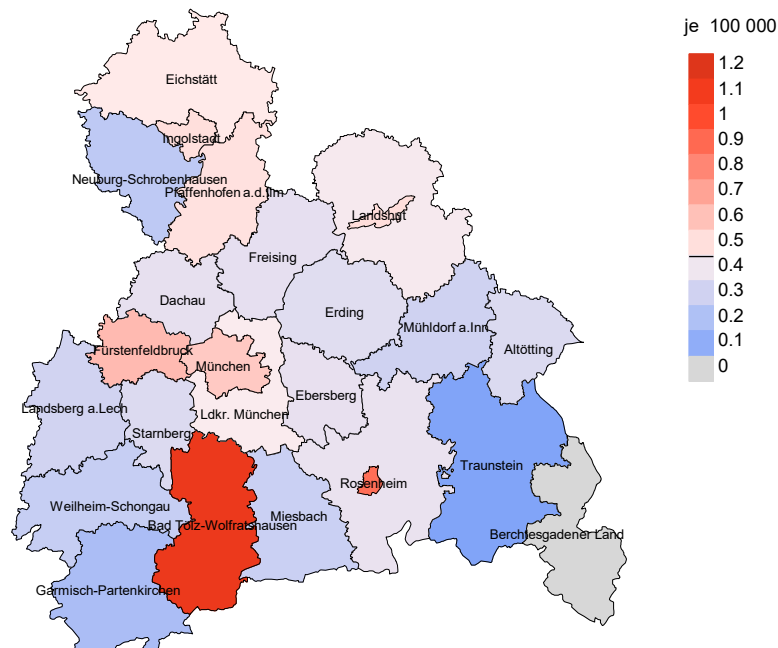 je 100 000
1.2
1.1
1
0.9
0.8
0.7
0.6
0.5
0.4
0.3
0.2
0.1
0
Eichstätt
Ingolstadt
Neuburg-Schrobenhausen
Pfaffenhofen a.d.Ilm
Landshut
Freising
Dachau
Erding
Mühldorf a.Inn
Altötting
Fürstenfeldbruck
München
Ebersberg
Landsberg a.Lech
Ldkr. München
Starnberg
Traunstein
Rosenheim
Weilheim-Schongau
Miesbach
Bad Tölz-Wolfratshausen
Berchtesgadener Land
Garmisch-Partenkirchen